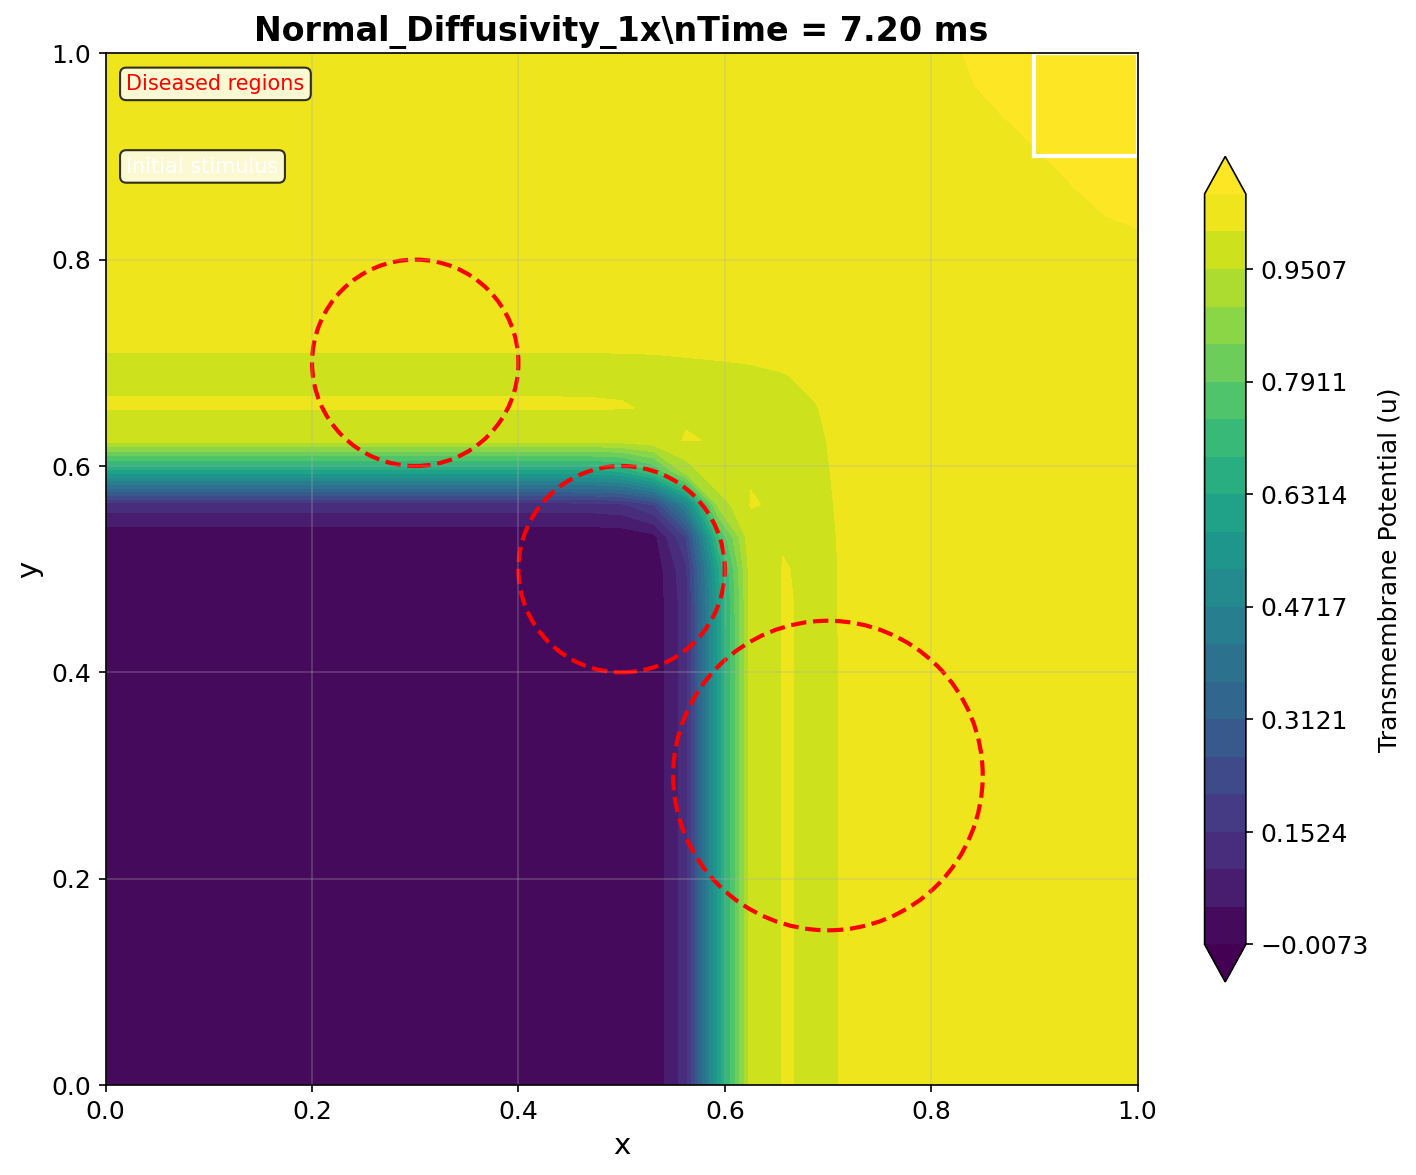 Normal_Diffusivity_1x\nTime = 7.20 ms
Diseased regions
Initial stimulus
1.0
0.8
0.6
0.4
0.2
0.0
y
0.0 0.2 0.4 0.6 0.8 1.0
x
0.9507
0.7911
0.6314
0.4717
0.3121
0.1524
−0.0073
Transmembrane Potential (u)